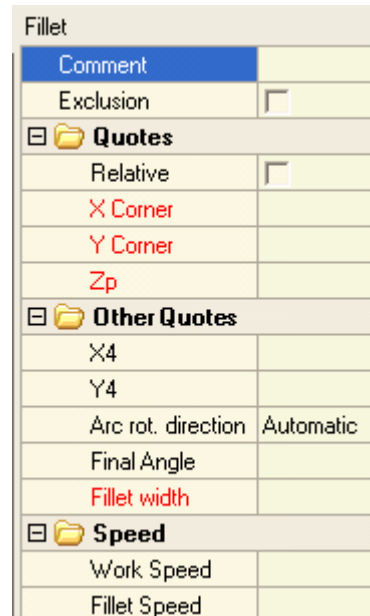 Fillet
Comment
Exclusion
Quotes
Relative
X Corner
Y Corner
Zp
Other Quotes
X4
Y4
Arc rot. direction Automatic
Final Angle
Fillet width
Speed
Work Speed
Fillet Speed